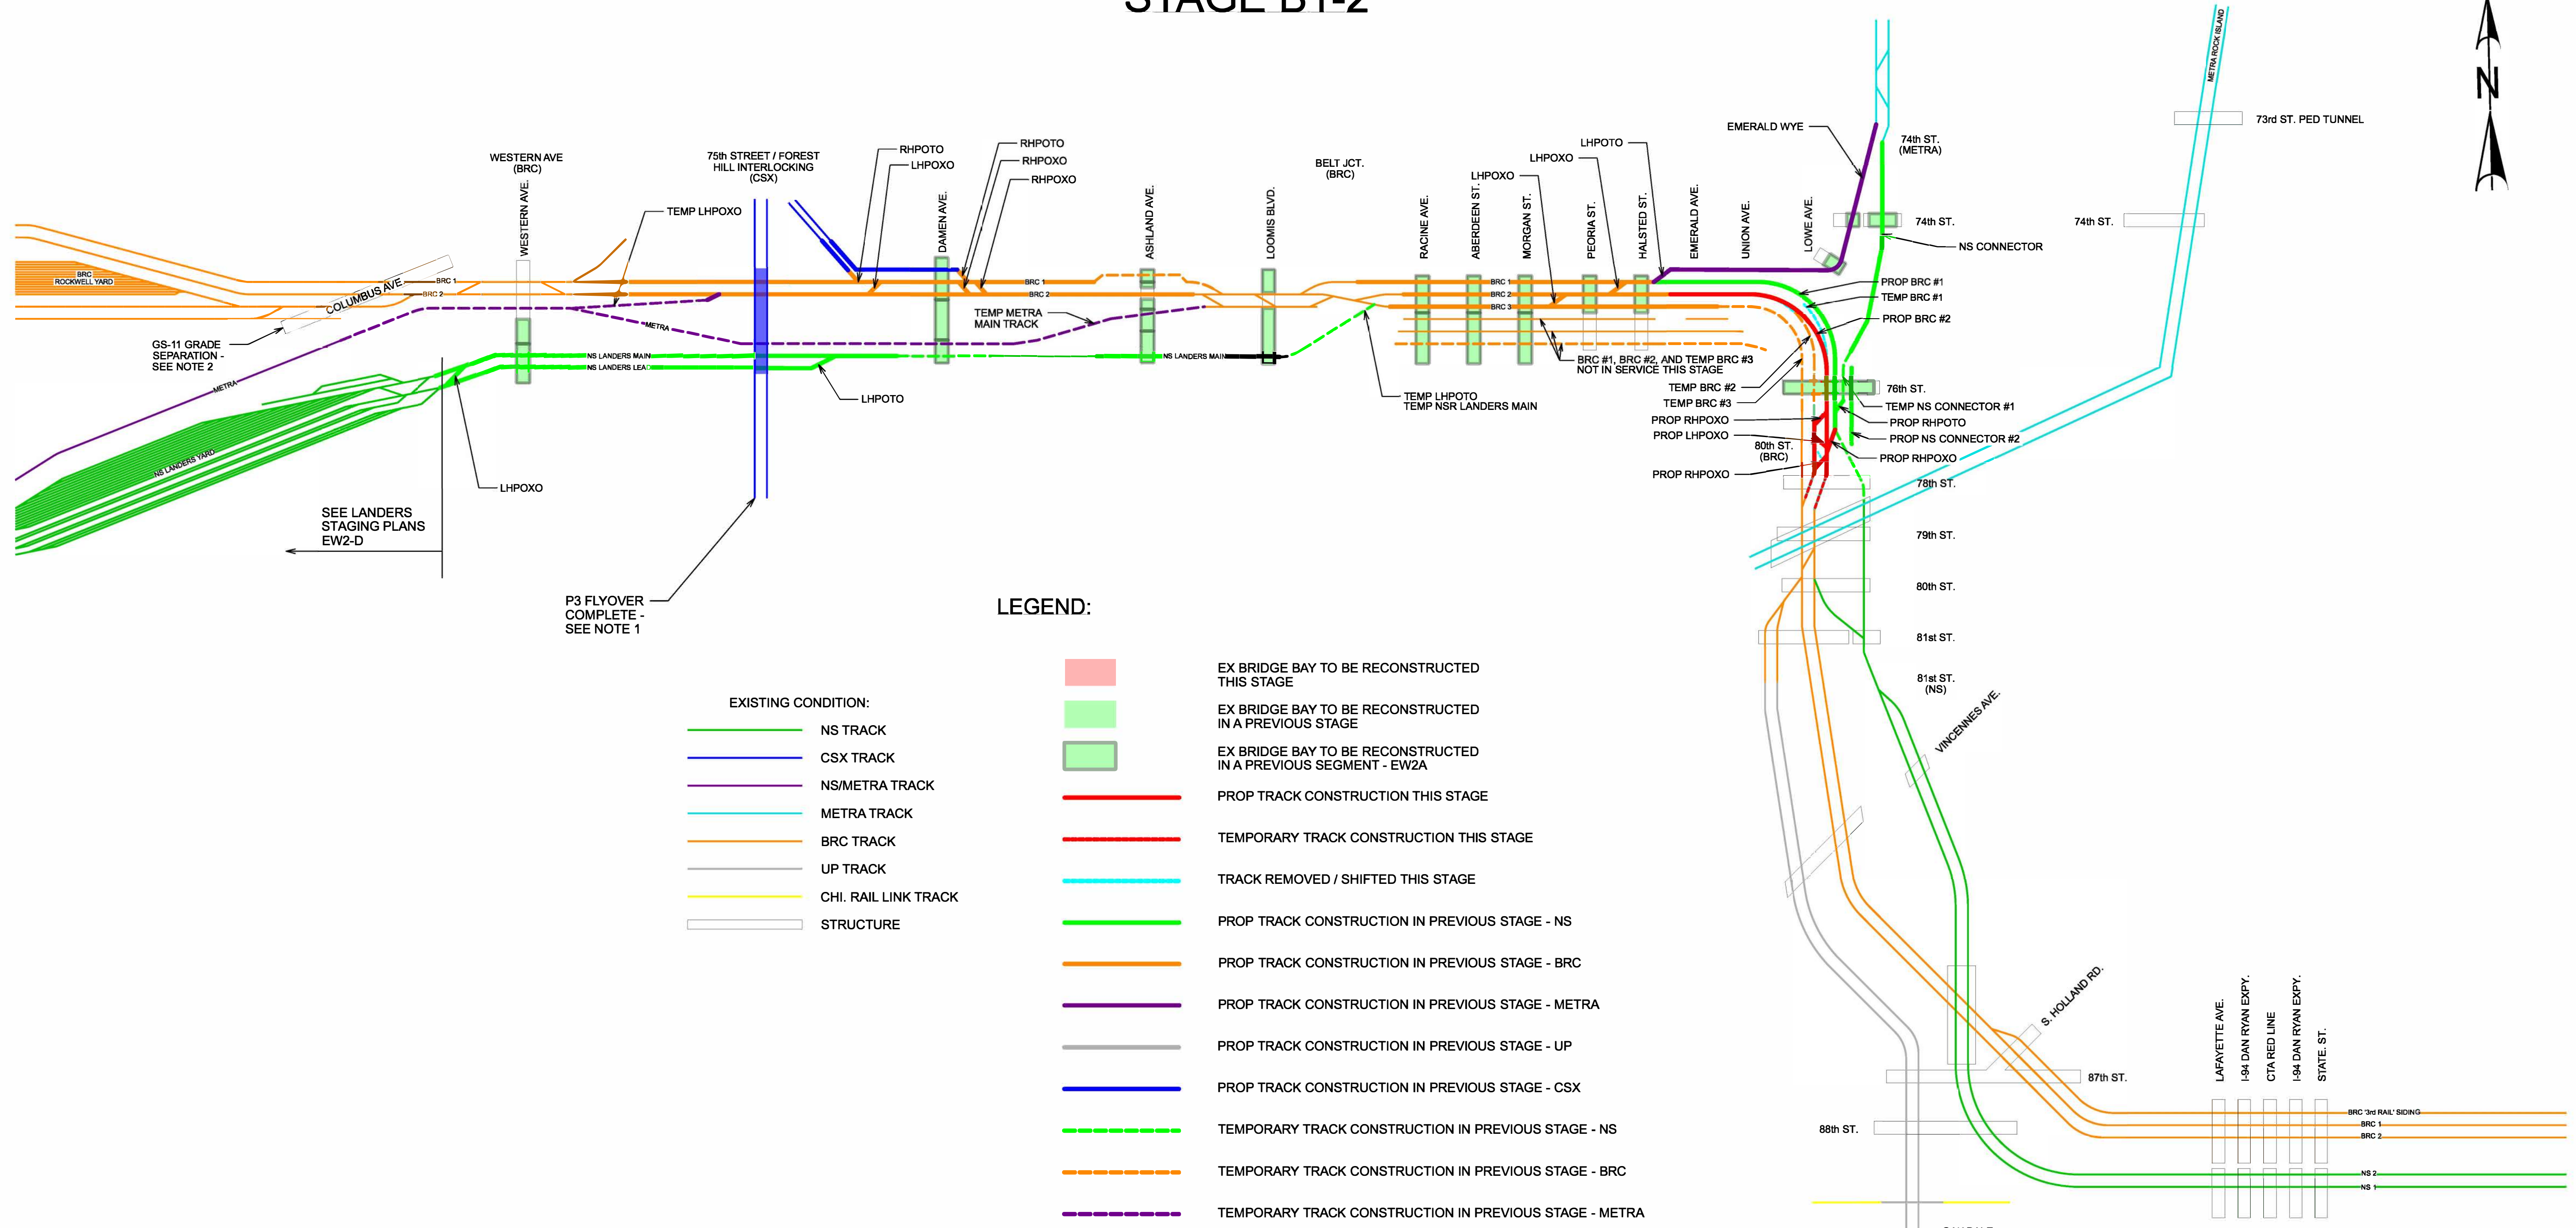 STAGE B1-2
METRA ROCK ISLAND
N
73rd ST. PED TUNNEL
EMERALD WYE
74th ST.
(METRA)
74th ST.
74th ST.
NS CONNECTOR
WESTERN AVE
(BRC)
WESTERN AVE.
TEMP LHPOXO
75th STREET / FOREST
HILL INTERLOCKING
(CSX)
RHPOTO
LHPOXO
RHPOTO
RHPOXO
RHPOXO
DAMEN AVE.
ASHLAND AVE.
LOOMIS BLVD.
BELT JCT.
(BRC)
RACINE AVE.
ABERDEEN ST.
MORGAN ST.
PEORIA ST.
HALSTED ST.
EMERALD AVE.
UNION AVE.
LOWE AVE.
LHPOXO
LHPOXO
LHPOTO
BRC
ROCKWELL YARD
COLUMBUS AVE.
BRC 1
BRC 2
BRC 1
BRC 2
BRC 1
BRC 2
BRC 3
METRA
TEMP METRA
MAIN TRACK
NS LANDERS MAIN
NS LANDERS LEAD
NS LANDERS MAIN
GS-11 GRADE
SEPARATION -
SEE NOTE 2
METRA
NS LANDERS YARD
LHPOXO
LHPOTO
TEMP LHPOTO
TEMP NSR LANDERS MAIN
BRC #1, BRC #2, AND TEMP BRC #3
NOT IN SERVICE THIS STAGE
PROP BRC #1
TEMP BRC #1
PROP BRC #2
TEMP BRC #2
TEMP BRC #3
PROP RHPOXO
PROP LHPOXO
80th ST.
(BRC)
PROP RHPOXO
76th ST.
TEMP NS CONNECTOR #1
PROP RHPOTO
PROP NS CONNECTOR #2
PROP RHPOXO
78th ST.
79th ST.
80th ST.
81st ST.
81st ST.
(NS)
VINCENNES AVE.
SEE LANDERS
STAGING PLANS
EW2-D
P3 FLYOVER
COMPLETE -
SEE NOTE 1
LEGEND:
EXISTING CONDITION:
NS TRACK
CSX TRACK
NS/METRA TRACK
METRA TRACK
BRC TRACK
UP TRACK
CHI. RAIL LINK TRACK
STRUCTURE
EX BRIDGE BAY TO BE RECONSTRUCTED
THIS STAGE
EX BRIDGE BAY TO BE RECONSTRUCTED
IN A PREVIOUS STAGE
EX BRIDGE BAY TO BE RECONSTRUCTED
IN A PREVIOUS SEGMENT - EW2A
PROP TRACK CONSTRUCTION THIS STAGE
TEMPORARY TRACK CONSTRUCTION THIS STAGE
TRACK REMOVED / SHIFTED THIS STAGE
PROP TRACK CONSTRUCTION IN PREVIOUS STAGE - NS
PROP TRACK CONSTRUCTION IN PREVIOUS STAGE - BRC
PROP TRACK CONSTRUCTION IN PREVIOUS STAGE - METRA
PROP TRACK CONSTRUCTION IN PREVIOUS STAGE - UP
PROP TRACK CONSTRUCTION IN PREVIOUS STAGE - CSX
TEMPORARY TRACK CONSTRUCTION IN PREVIOUS STAGE - NS
TEMPORARY TRACK CONSTRUCTION IN PREVIOUS STAGE - BRC
TEMPORARY TRACK CONSTRUCTION IN PREVIOUS STAGE - METRA
S. HOLLAND RD.
87th ST.
88th ST.
LAFAYETTE AVE.
I-94 DAN RYAN EXPY.
CTA RED LINE
I-94 DAN RYAN EXPY.
STATE. ST.
BRC '3rd RAIL' SIDING
BRC 1
BRC 2
NS 2
NS 1